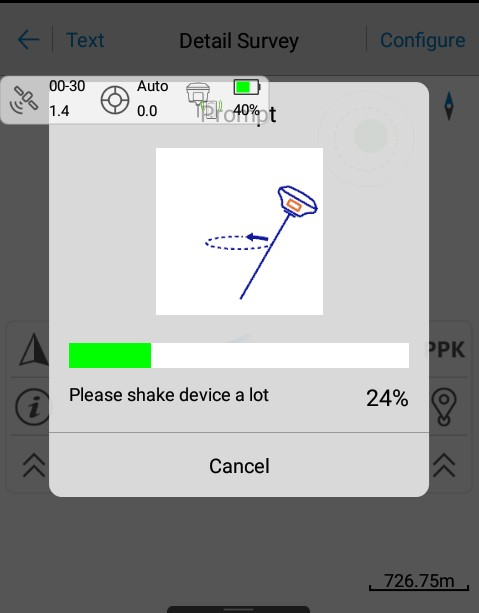 Text
Detail Survey
Configure
00-30
Auto
1.4
0.0
40%
Prompt
PPK
Please shake device a lot
24%
Cancel
726.75m